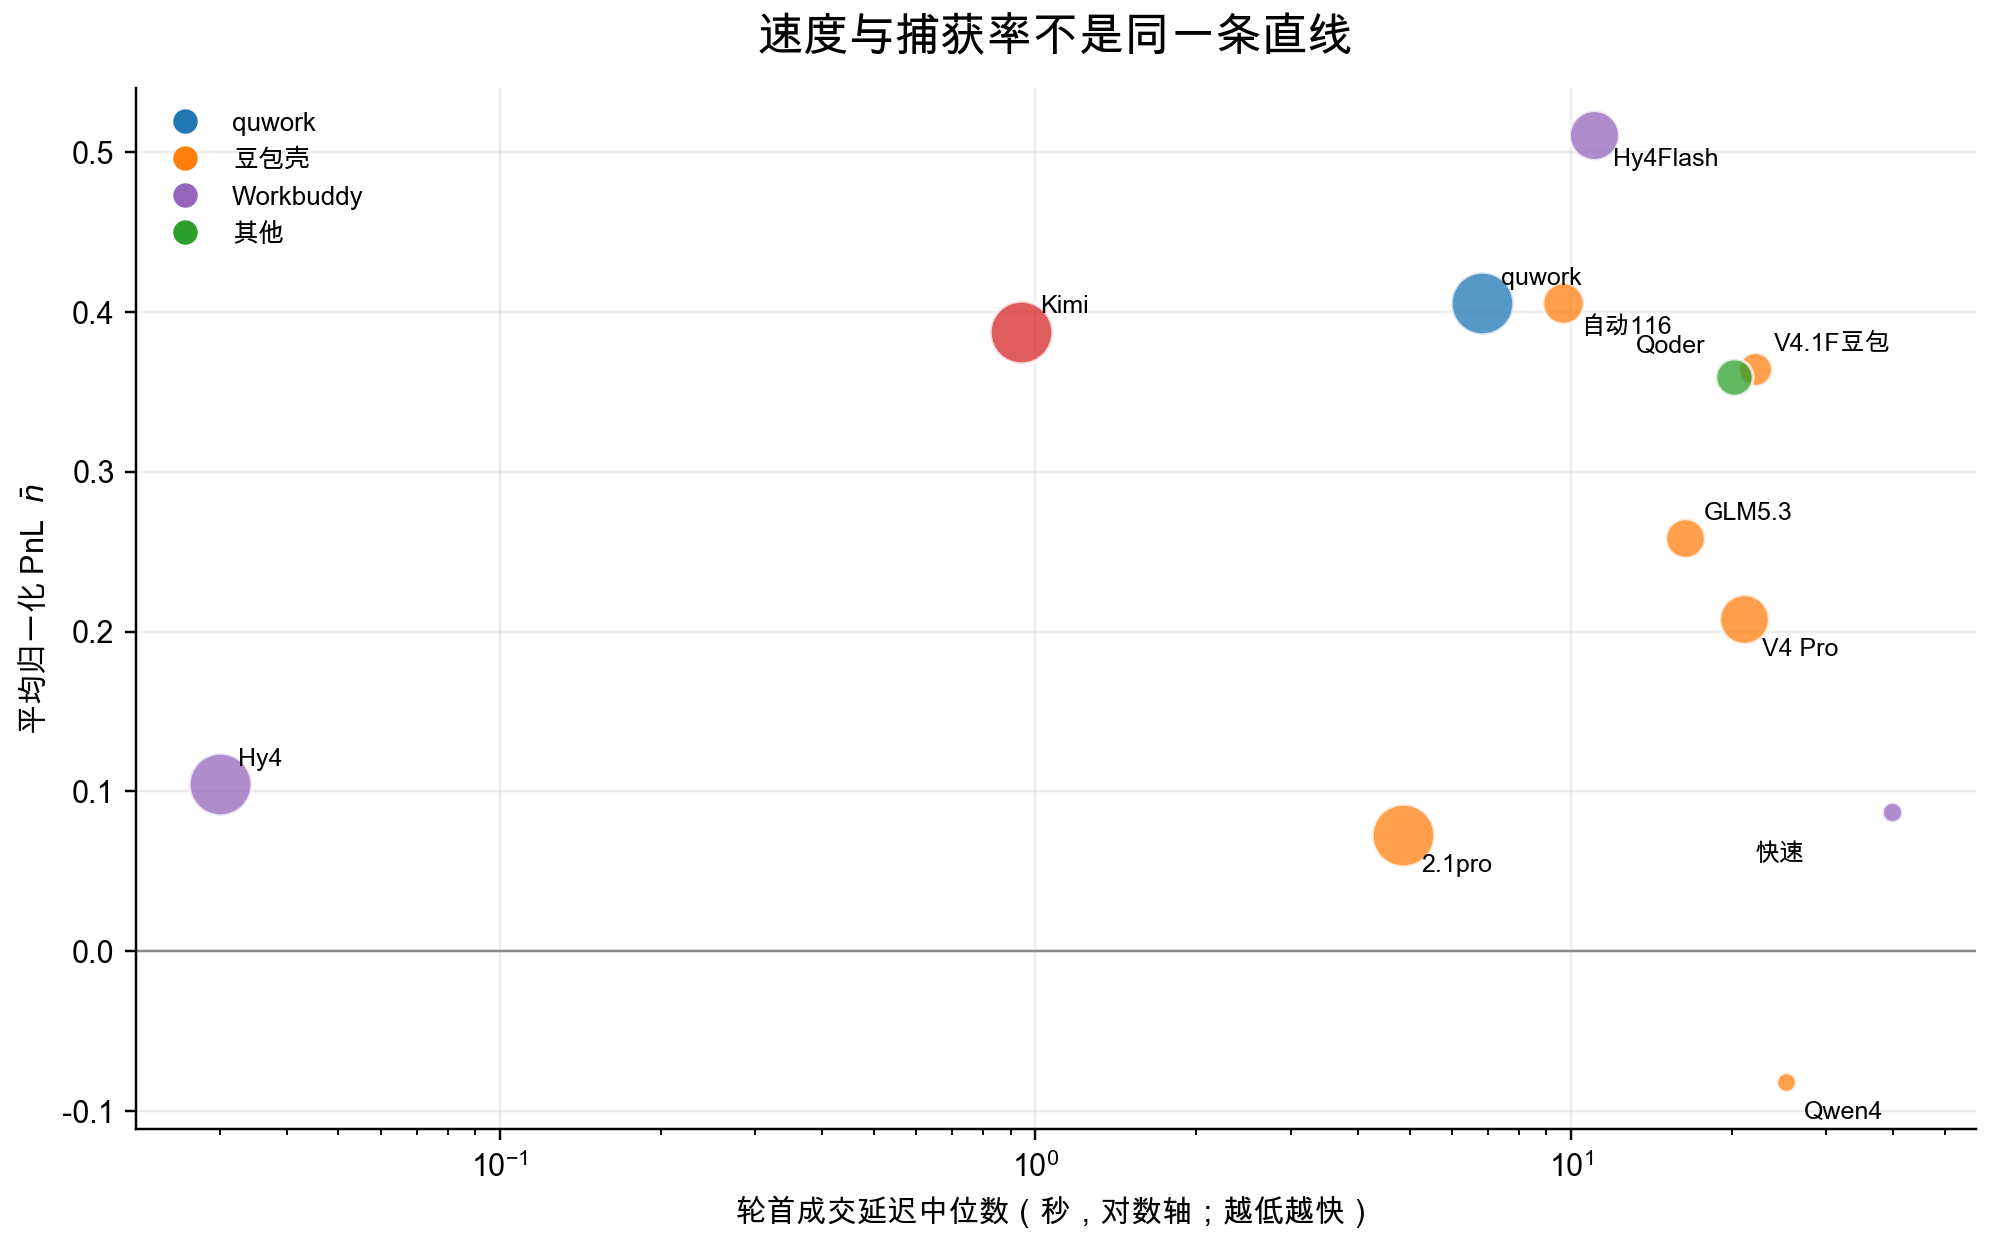 速度与捕获率不是同一条直线
quwork
豆包壳
Workbuddy
其他
0.5
0.4
0.3
0.2
0.1
0.0
-0.1
平均归一化 PnL n̄
Hy4Flash
quwork
Kimi
自动116
Qoder
V4.1F豆包
GLM5.3
V4 Pro
Hy4
2.1pro
快速
Qwen4
10⁻¹
10⁰
10¹
轮首成交延迟中位数（秒，对数轴；越低越快）